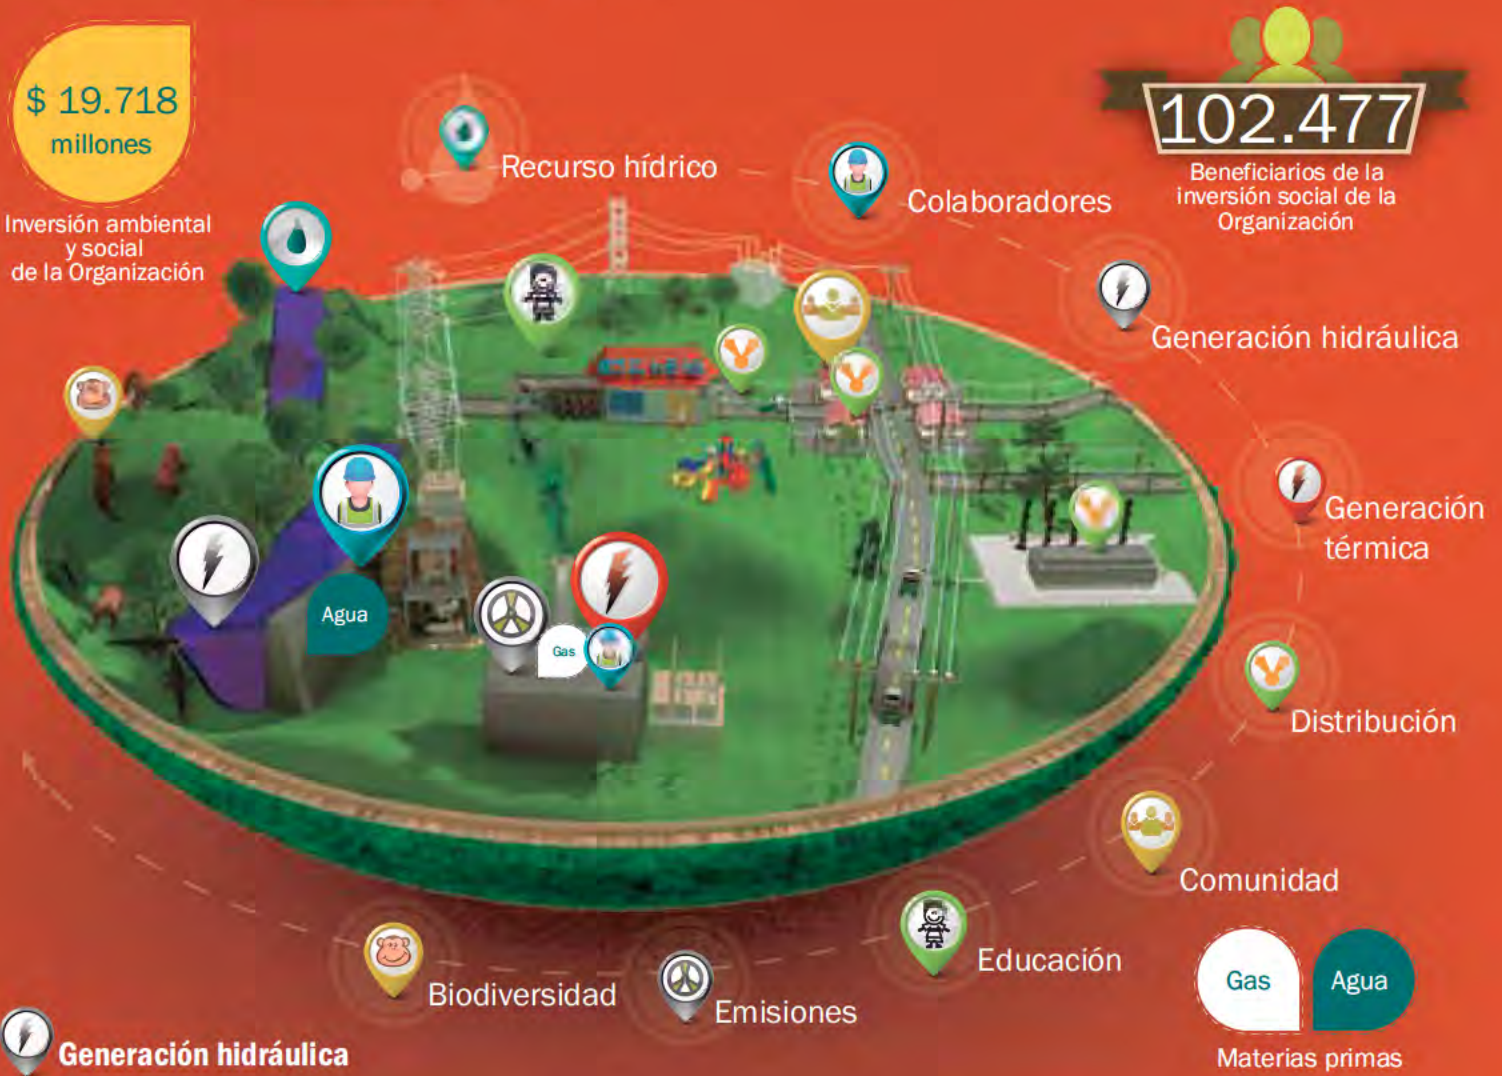 $ 19.718
millones
Inversión ambiental
y social
de la Organización
102.477
Beneficiarios de la
inversión social de la
Organización
Recurso hídrico
Colaboradores
Generación hidráulica
Generación
térmica
Distribución
Comunidad
Educación
Emisiones
Biodiversidad
Agua
Gas
Gas
Agua
Materias primas
Generación hidráulica